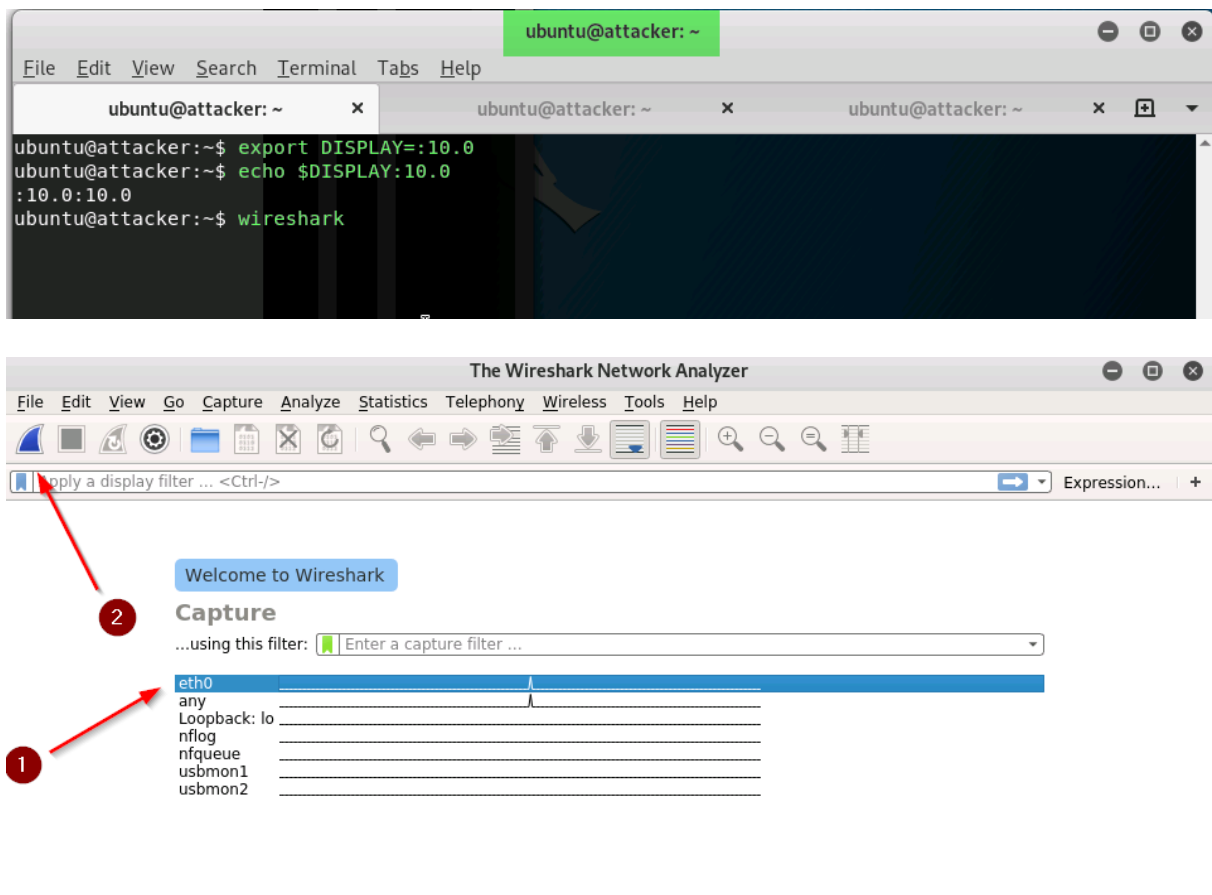 ubuntu@attacker: ~
File Edit View Search Terminal Tabs Help
ubuntu@attacker: ~ × ubuntu@attacker: ~ × ubuntu@attacker: ~ ×
ubuntu@attacker:~$ export DISPLAY=:10.0
ubuntu@attacker:~$ echo $DISPLAY:10.0
:10.0:10.0
ubuntu@attacker:~$ wireshark
The Wireshark Network Analyzer
File Edit View Go Capture Analyze Statistics Telephony Wireless Tools Help
Apply a display filter ... <Ctrl-/> Expression... +
Welcome to Wireshark
2
Capture
...using this filter: Enter a capture filter ...
eth0
any
Loopback: lo
nflog
nfqueue
1
usbmon1
usbmon2